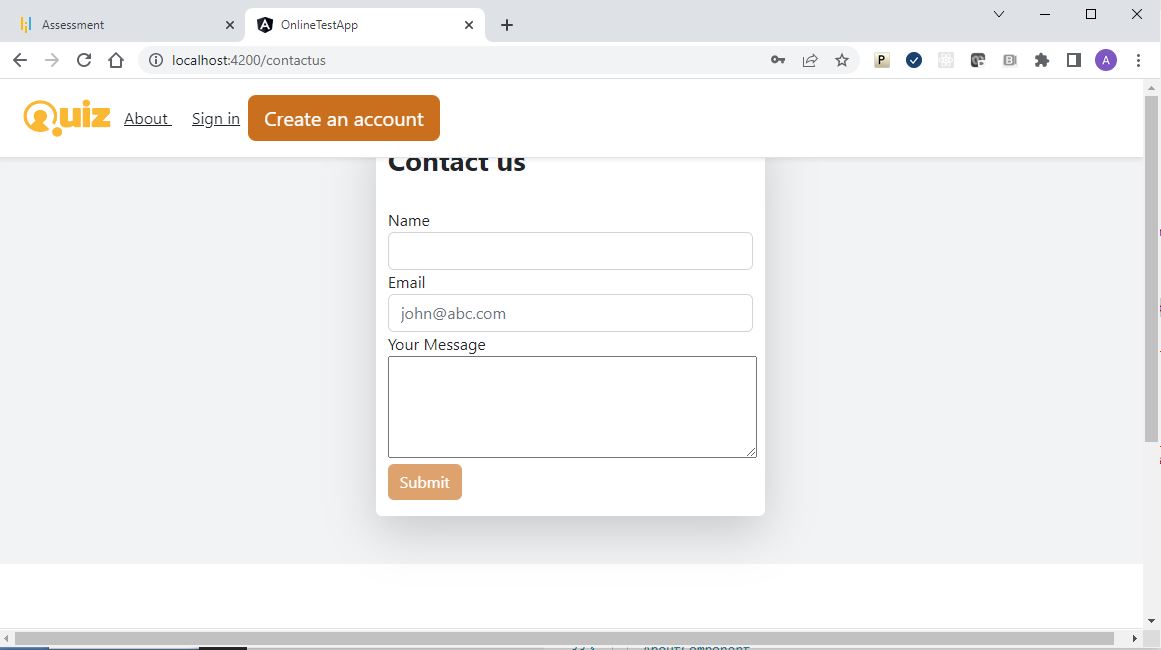 Assessment
OnlineTestApp
localhost:4200/contactus
P
B
A
Quiz
About
Sign in
Create an account
Contact us
Name
Email
john@abc.com
Your Message
Submit
AboutComponent